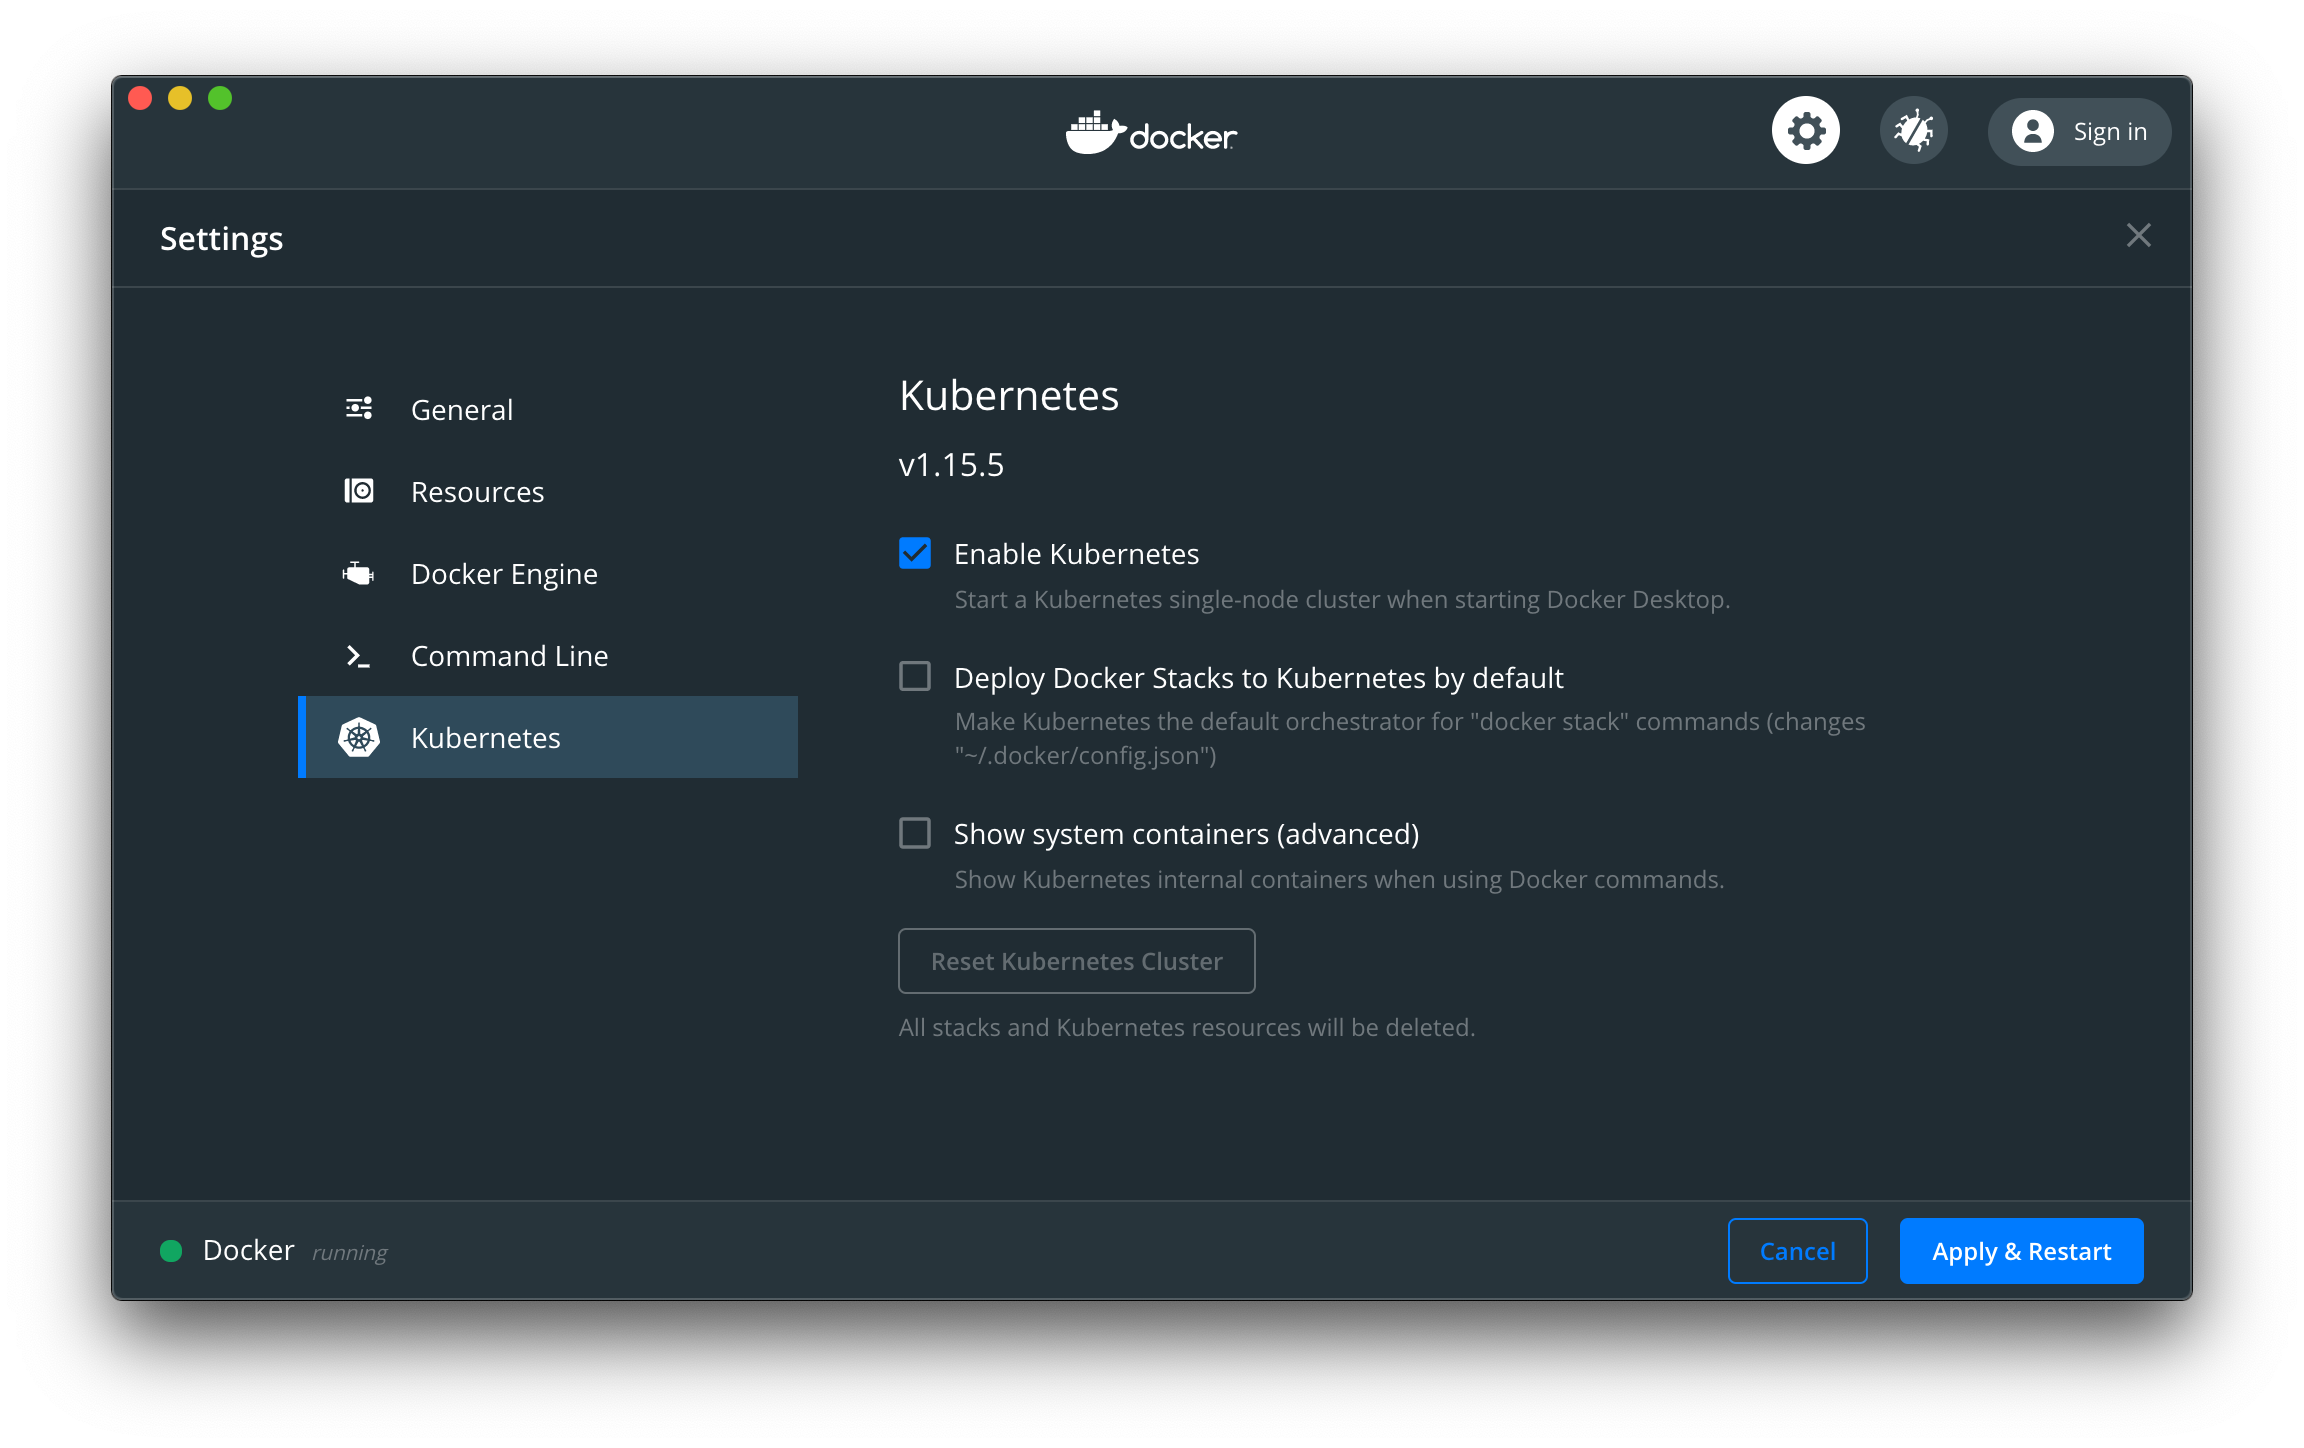 docker
Sign in
Settings
General
Resources
Docker Engine
Command Line
Kubernetes
Kubernetes
v1.15.5
Enable Kubernetes
Start a Kubernetes single-node cluster when starting Docker Desktop.
Deploy Docker Stacks to Kubernetes by default
Make Kubernetes the default orchestrator for "docker stack" commands (changes
"~/.docker/config.json")
Show system containers (advanced)
Show Kubernetes internal containers when using Docker commands.
Reset Kubernetes Cluster
All stacks and Kubernetes resources will be deleted.
Docker running
Cancel
Apply & Restart